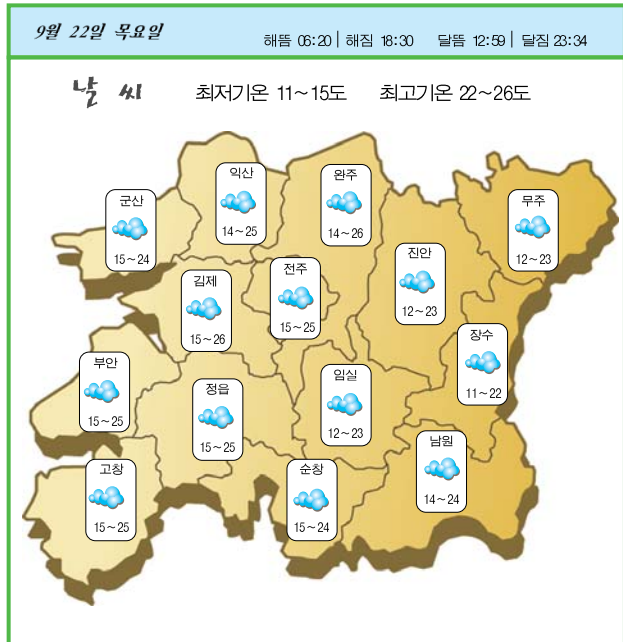 9월 22일 목요일
해뜸 06:20 | 해짐 18:30 달뜸 12:59 | 달짐 23:34
날 씨 최저기온 11~15도 최고기온 22~26도
군산
15~24
익산
14~25
완주
14~26
무주
12~23
김제
15~26
전주
15~25
진안
12~23
장수
11~22
부안
15~25
정읍
15~25
임실
12~23
남원
14~24
고창
15~25
순창
15~24